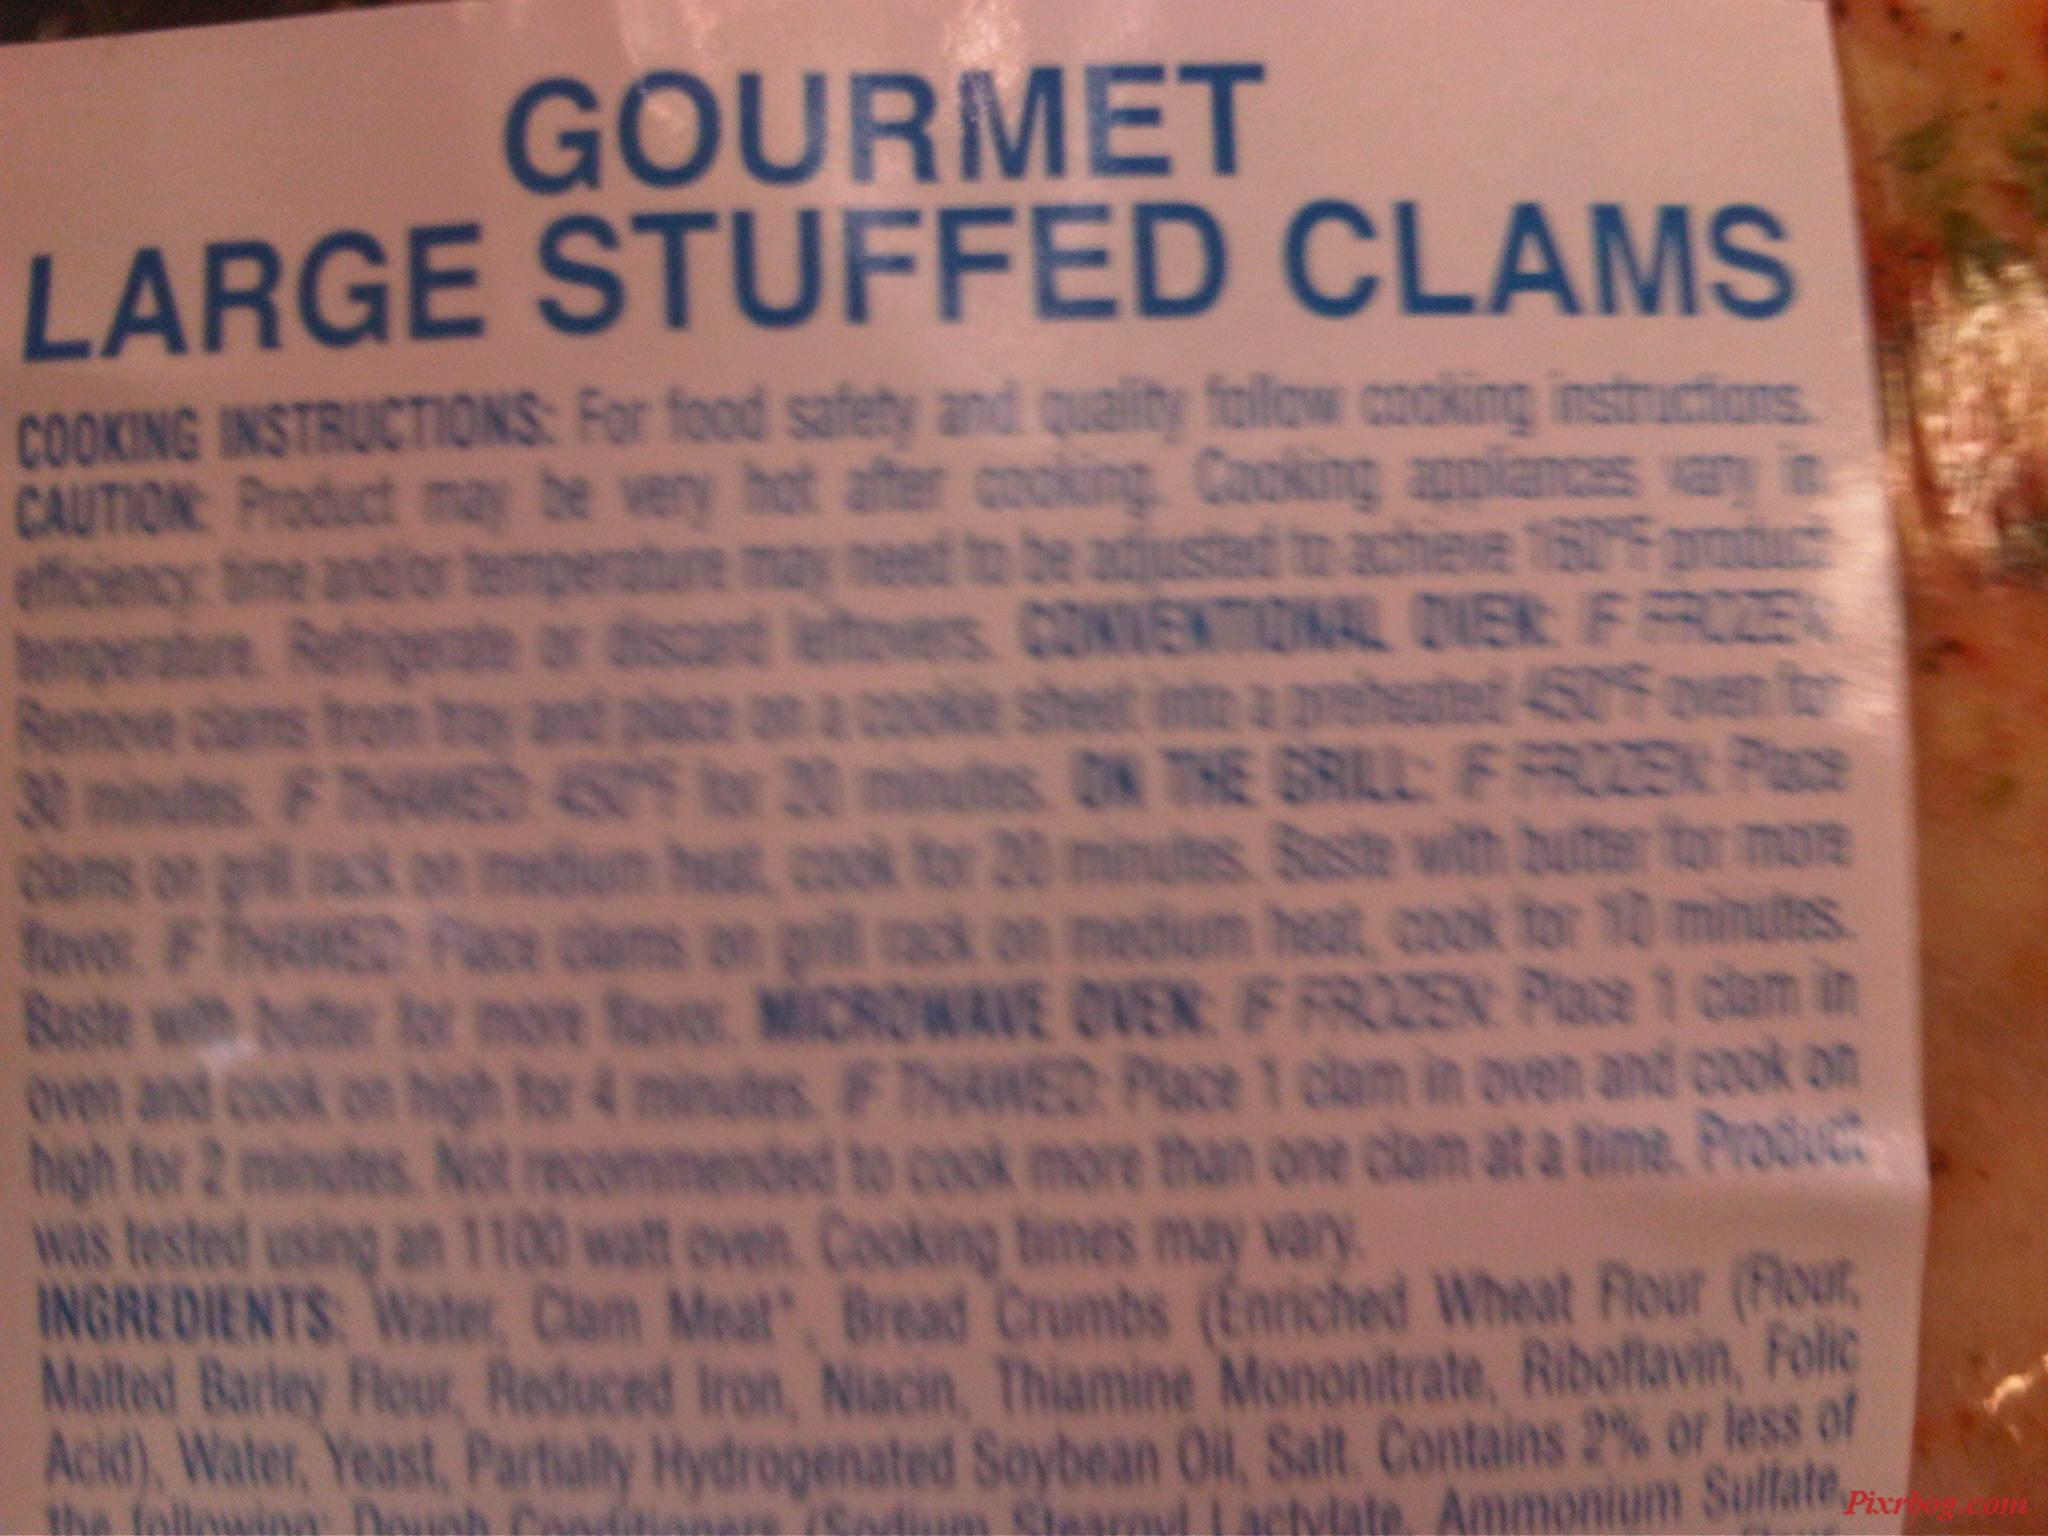 GOURMET
LARGE STUFFED CLAMS
COOKING INSTRUCTIONS: For food safety and quality follow cooking instructions.
CAUTION: Product may be very hot after cooking. Cooking appliances vary in
efficiency: time and/or temperature may need to be adjusted to achieve 160°F product
temperature. Refrigerate or discard leftovers. CONVENTIONAL OVEN: IF FROZEN:
Remove clams from tray and place on a cookie sheet into a preheated 450°F oven for
30 minutes. IF THAWED: 450°F for 20 minutes. ON THE GRILL: IF FROZEN: Place
clams on grill rack on medium heat, cook for 20 minutes. Baste with butter for more
flavor. IF THAWED: Place clams on grill rack on medium heat, cook for 10 minutes.
Baste with butter for more flavor. MICROWAVE OVEN: IF FROZEN: Place 1 clam in
oven and cook on high for 4 minutes. IF THAWED: Place 1 clam in oven and cook on
high for 2 minutes. Not recommended to cook more than one clam at a time. Product
was tested using an 1100 watt oven. Cooking times may vary.
INGREDIENTS: Water, Clam Meat*, Bread Crumbs (Enriched Wheat Flour (Flour,
Malted Barley Flour, Reduced Iron, Niacin, Thiamine Mononitrate, Riboflavin, Folic
Acid), Water, Yeast, Partially Hydrogenated Soybean Oil, Salt. Contains 2% or less of
the following: Dough Conditioners (Sodium Stearoyl Lactylate, Ammonium Sulfate,
Pixrbog.com